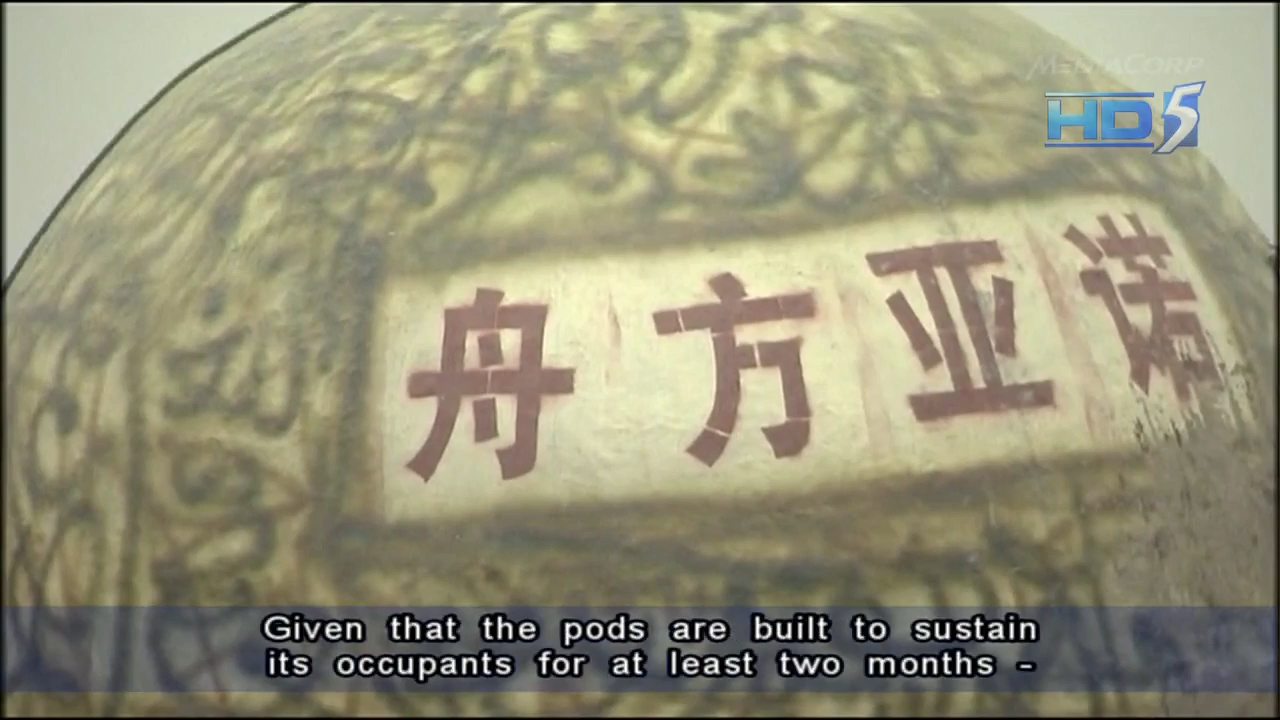 MEDIACORP
HD5
舟方亚诺
Given that the pods are built to sustain
its occupants for at least two months -